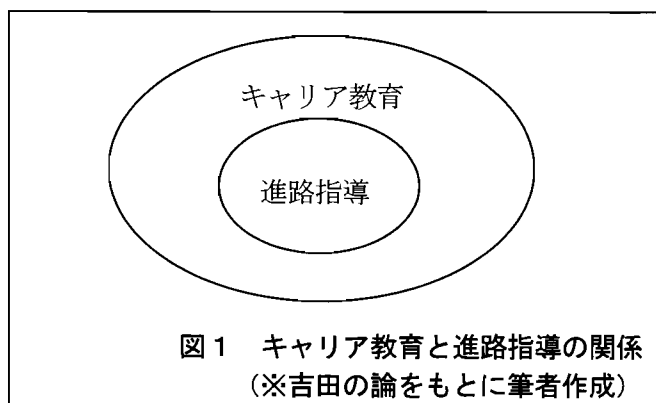 キャリア教育
進路指導
図1 キャリア教育と進路指導の関係
(※吉田の論をもとに筆者作成)